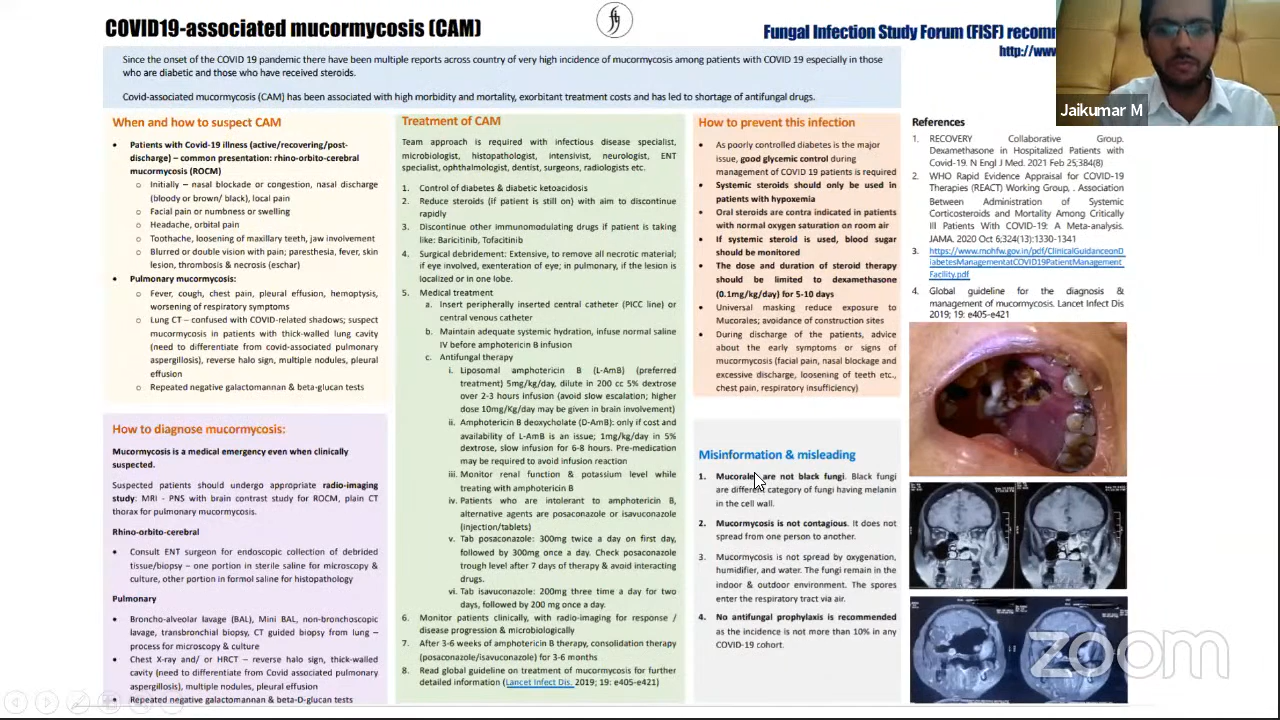 COVID19-associated mucormycosis (CAM)
Fungal Infection Study Forum (FISF)
http://www
Since the onset of the COVID 19 pandemic there have been multiple reports across country of very high incidence of mucormycosis among patients with COVID 19 especially in those
who are diabetic and those who have received steroids.
Covid-associated mucormycosis (CAM) has been associated with high morbidity and mortality, exorbitant treatment costs and has led to shortage of antifungal drugs.
When and how to suspect CAM
• Patients with Covid-19 illness (active/recovering/post-
discharge) – common presentation: rhino-orbito-cerebral
mucormycosis (ROCM)
o Initially – nasal blockade or congestion, nasal discharge
(bloody or brown/ black), local pain
o Facial pain or numbness or swelling
o Headache, orbital pain
o Toothache, loosening of maxillary teeth, jaw involvement
o Blurred or double vision with pain; paresthesia, fever, skin
lesion, thrombosis & necrosis (eschar)
• Pulmonary mucormycosis:
o Fever, cough, chest pain, pleural effusion, hemoptysis,
worsening of respiratory symptoms
o Lung CT – confused with COVID-related shadows; suspect
mucormycosis in patients with thick-walled lung cavity
(need to differentiate from covid-associated pulmonary
aspergillosis), reverse halo sign, multiple nodules, pleural
effusion
o Repeated negative galactomannan & beta-glucan tests
How to diagnose mucormycosis:
Mucormycosis is a medical emergency even when clinically
suspected.
Suspected patients should undergo appropriate radio-imaging
study: MRI - PNS with brain contrast study for ROCM, plain CT
thorax for pulmonary mucormycosis.
Rhino-orbito-cerebral
• Consult ENT surgeon for endoscopic collection of debrided
tissue/biopsy – one portion in sterile saline for microscopy &
culture, other portion in formol saline for histopathology
Pulmonary
• Broncho-alveolar lavage (BAL), Mini BAL, non-bronchoscopic
lavage, transbronchial biopsy, CT guided biopsy from lung –
process for microscopy & culture
• Chest X-ray and/ or HRCT – reverse halo sign, thick-walled
cavity (need to differentiate from Covid associated pulmonary
aspergillosis), multiple nodules, pleural effusion
• Repeated negative galactomannan & beta-D-glucan tests
Treatment of CAM
Team approach is required with infectious disease specialist,
microbiologist, histopathologist, intensivist, neurologist, ENT
specialist, ophthalmologist, dentist, surgeons, radiologists etc.
1. Control of diabetes & diabetic ketoacidosis
2. Reduce steroids (if patient is still on) with aim to discontinue
rapidly
3. Discontinue other immunomodulating drugs if patient is taking
like: Baricitinib, Tofacitinib
4. Surgical debridement: Extensive, to remove all necrotic material;
if eye involved, exenteration of eye; in pulmonary, if the lesion is
localized or in one lobe.
5. Medical treatment
a. Insert peripherally inserted central catheter (PICC line) or
central venous catheter
b. Maintain adequate systemic hydration, infuse normal saline
IV before amphotericin B infusion
c. Antifungal therapy
i. Liposomal amphotericin B (L-AmB) (preferred
treatment) 5mg/kg/day, dilute in 200 cc 5% dextrose
over 2-3 hours infusion (avoid slow escalation; higher
dose 10mg/Kg/day may be given in brain involvement)
ii. Amphotericin B deoxycholate (D-AmB): only if cost and
availability of L-AmB is an issue; 1mg/kg/day in 5%
dextrose, slow infusion for 6-8 hours. Pre-medication
may be required to avoid infusion reaction
iii. Monitor renal function & potassium level while
treating with amphotericin B
iv. Patients who are intolerant to amphotericin B,
alternative agents are posaconazole or isavuconazole
(injection/tablets)
v. Tab posaconazole: 300mg twice a day on first day,
followed by 300mg once a day. Check posaconazole
trough level after 7 days of therapy & avoid interacting
drugs.
vi. Tab isavuconazole: 200mg three time a day for two
days, followed by 200 mg once a day.
6. Monitor patients clinically, with radio-imaging for response /
disease progression & microbiologically
7. After 3-6 weeks of amphotericin B therapy, consolidation therapy
(posaconazole/isavuconazole) for 3-6 months
8. Read global guideline on treatment of mucormycosis for further
detailed information (Lancet Infect Dis. 2019; 19: e405-e421)
How to prevent this infection
• As poorly controlled diabetes is the major
issue, good glycemic control during
management of COVID 19 patients is required
• Systemic steroids should only be used in
patients with hypoxemia
• Oral steroids are contra indicated in patients
with normal oxygen saturation on room air
• If systemic steroid is used, blood sugar
should be monitored
• The dose and duration of steroid therapy
should be limited to dexamethasone
(0.1mg/kg/day) for 5-10 days
• Universal masking reduce exposure to
Mucorales; avoidance of construction sites
• During discharge of the patients, advice
about the early symptoms or signs of
mucormycosis (facial pain, nasal blockage and
excessive discharge, loosening of teeth etc.,
chest pain, respiratory insufficiency)
Misinformation & misleading
1. Mucorales are not black fungi. Black fungi
are different category of fungi having melanin
in the cell wall.
2. Mucormycosis is not contagious. It does not
spread from one person to another.
3. Mucormycosis is not spread by oxygenation,
humidifier, and water. The fungi remain in the
indoor & outdoor environment. The spores
enter the respiratory tract via air.
4. No antifungal prophylaxis is recommended
as the incidence is not more than 10% in any
COVID-19 cohort.
Jaikumar M
References
1. RECOVERY Collaborative Group.
Dexamethasone in Hospitalized Patients with
Covid-19. N Engl J Med. 2021 Feb 25;384(8)
2. WHO Rapid Evidence Appraisal for COVID-19
Therapies (REACT) Working Group, . Association
Between Administration of Systemic
Corticosteroids and Mortality Among Critically
Ill Patients With COVID-19: A Meta-analysis.
JAMA. 2020 Oct 6;324(13):1330-1341
3. https://www.mohfw.gov.in/pdf/ClinicalGuidanceonD
iabetesManagementatCOVID19PatientManagement
Facility.pdf
4. Global guideline for the diagnosis &
management of mucormycosis. Lancet Infect Dis
2019; 19: e405-e421
zoom